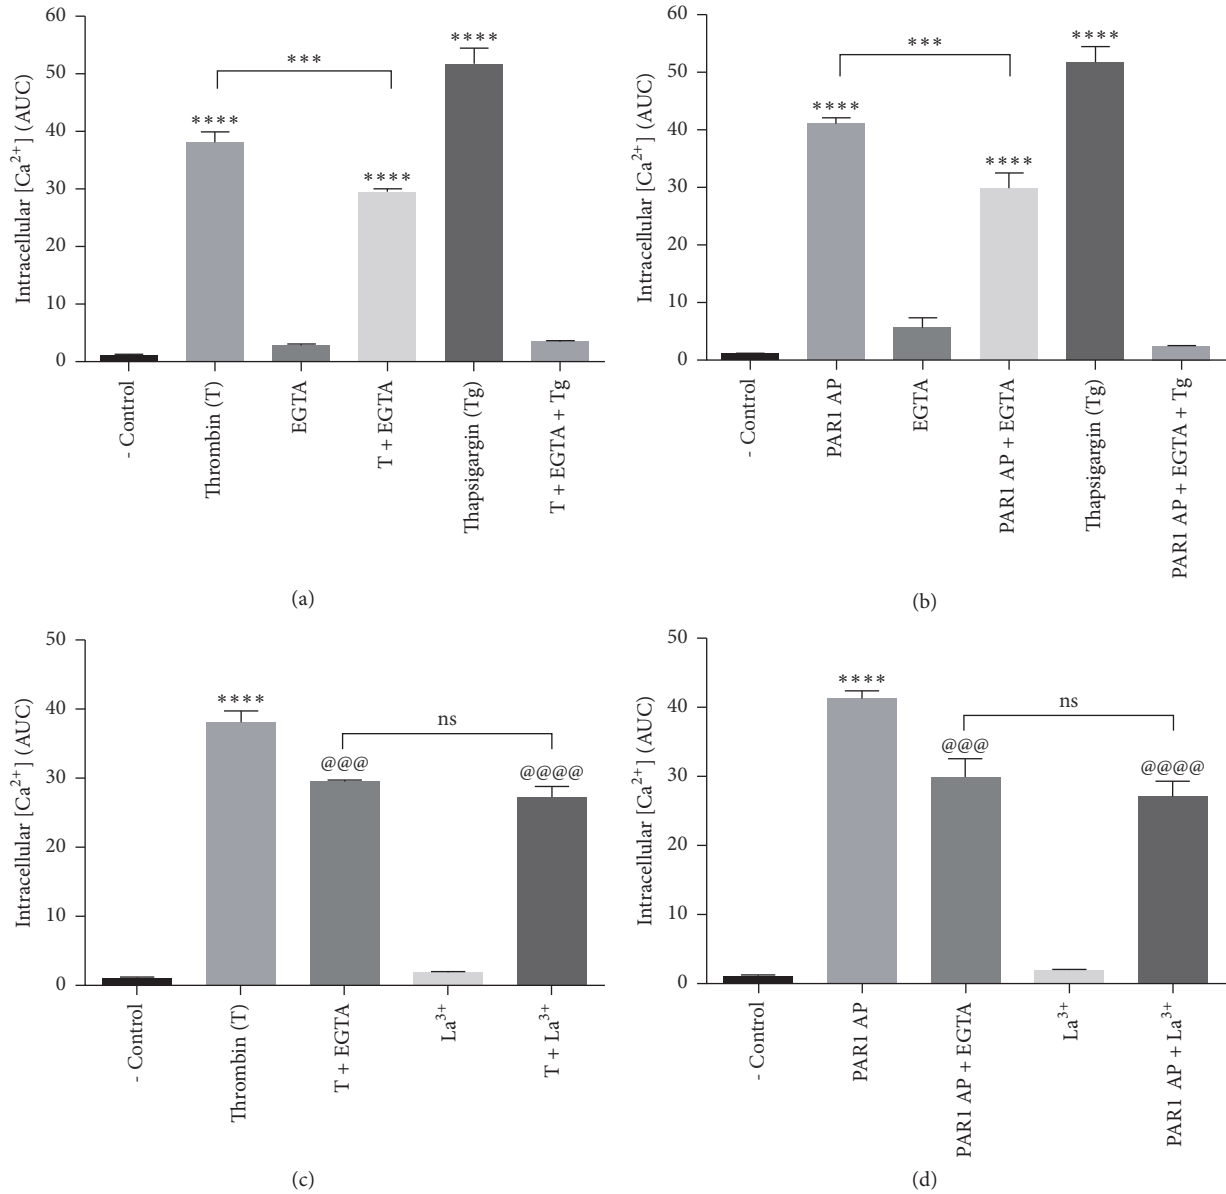 Intracellular [Ca²⁺] (AUC)
60
50
40
30
20
10
0
****
***
****
****
- Control
Thrombin (T)
EGTA
T + EGTA
Thapsigargin (Tg)
T + EGTA + Tg
(a)
Intracellular [Ca²⁺] (AUC)
60
50
40
30
20
10
0
****
***
****
****
- Control
PAR1 AP
EGTA
PAR1 AP + EGTA
Thapsigargin (Tg)
PAR1 AP + EGTA + Tg
(b)
Intracellular [Ca²⁺] (AUC)
50
40
30
20
10
0
****
ns
@@@
@@@@
- Control
Thrombin (T)
T + EGTA
La³⁺
T + La³⁺
(c)
Intracellular [Ca²⁺] (AUC)
50
40
30
20
10
0
****
ns
@@@
@@@@
- Control
PAR1 AP
PAR1 AP + EGTA
La³⁺
PAR1 AP + La³⁺
(d)